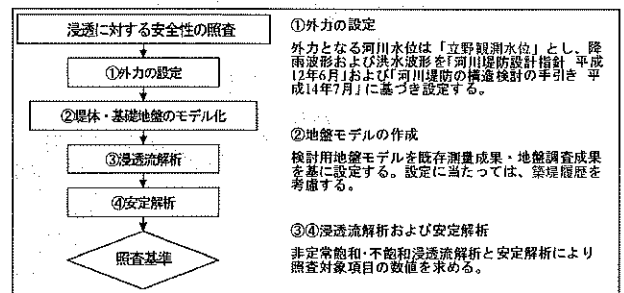 浸透に対する安全性の照査
①外力の設定
②堤体・基礎地盤のモデル化
③浸透流解析
④安定解析
照査基準
①外力の設定
外力となる河川水位は「立野観測水位」とし、降
雨波形および洪水波形を「河川堤防設計指針 平成
12年6月」および「河川堤防の構造検討の手引き 平
成14年7月」に基づき設定する。
②地盤モデルの作成
検討用地盤モデルを既存測量成果・地盤調査成果
を基に設定する。設定に当たっては、築堤履歴を
考慮する。
③④浸透流解析および安定解析
非定常飽和・不飽和浸透流解析と安定解析により
照査対象項目の数値を求める。